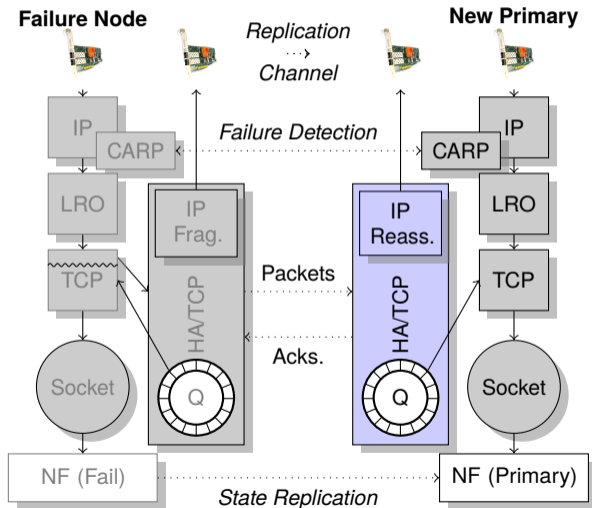 Failure Node
Replication
Channel
New Primary
IP
CARP
Failure Detection
CARP
IP
LRO
IP
Frag.
IP
Reass.
LRO
TCP
HA/TCP
Packets
Acks.
HA/TCP
TCP
Socket
Q
Q
Socket
NF (Fail)
State Replication
NF (Primary)